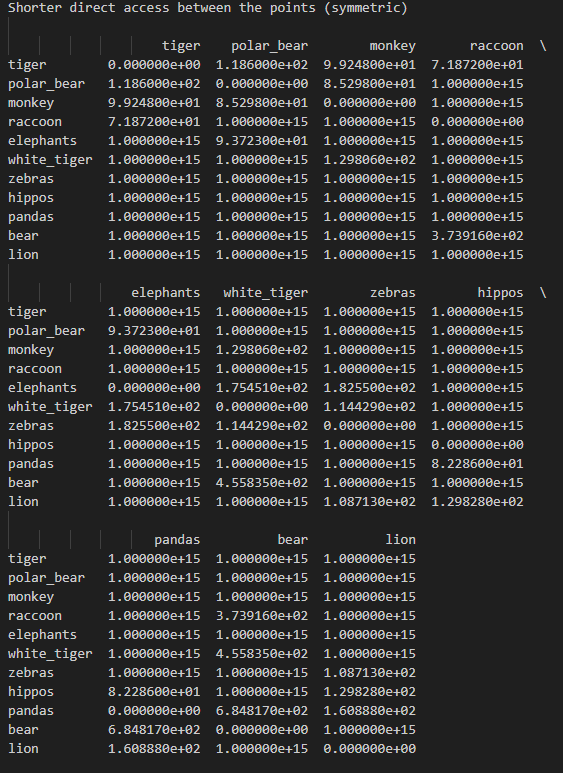 Shorter direct access between the points (symmetric)
tiger polar_bear monkey raccoon \
tiger 0.000000e+00 1.186000e+02 9.924800e+01 7.187200e+01
polar_bear 1.186000e+02 0.000000e+00 8.529800e+01 1.000000e+15
monkey 9.924800e+01 8.529800e+01 0.000000e+00 1.000000e+15
raccoon 7.187200e+01 1.000000e+15 1.000000e+15 0.000000e+00
elephants 1.000000e+15 9.372300e+01 1.000000e+15 1.000000e+15
white_tiger 1.000000e+15 1.000000e+15 1.298060e+02 1.000000e+15
zebras 1.000000e+15 1.000000e+15 1.000000e+15 1.000000e+15
hippos 1.000000e+15 1.000000e+15 1.000000e+15 1.000000e+15
pandas 1.000000e+15 1.000000e+15 1.000000e+15 1.000000e+15
bear 1.000000e+15 1.000000e+15 1.000000e+15 3.739160e+02
lion 1.000000e+15 1.000000e+15 1.000000e+15 1.000000e+15
elephants white_tiger zebras hippos \
tiger 1.000000e+15 1.000000e+15 1.000000e+15 1.000000e+15
polar_bear 9.372300e+01 1.000000e+15 1.000000e+15 1.000000e+15
monkey 1.000000e+15 1.298060e+02 1.000000e+15 1.000000e+15
raccoon 1.000000e+15 1.000000e+15 1.000000e+15 1.000000e+15
elephants 0.000000e+00 1.754510e+02 1.825500e+02 1.000000e+15
white_tiger 1.754510e+02 0.000000e+00 1.144290e+02 1.000000e+15
zebras 1.825500e+02 1.144290e+02 0.000000e+00 1.000000e+15
hippos 1.000000e+15 1.000000e+15 1.000000e+15 0.000000e+00
pandas 1.000000e+15 1.000000e+15 1.000000e+15 8.228600e+01
bear 1.000000e+15 4.558350e+02 1.000000e+15 1.000000e+15
lion 1.000000e+15 1.000000e+15 1.087130e+02 1.298280e+02
pandas bear lion
tiger 1.000000e+15 1.000000e+15 1.000000e+15
polar_bear 1.000000e+15 1.000000e+15 1.000000e+15
monkey 1.000000e+15 1.000000e+15 1.000000e+15
raccoon 1.000000e+15 3.739160e+02 1.000000e+15
elephants 1.000000e+15 1.000000e+15 1.000000e+15
white_tiger 1.000000e+15 4.558350e+02 1.000000e+15
zebras 1.000000e+15 1.000000e+15 1.087130e+02
hippos 8.228600e+01 1.000000e+15 1.298280e+02
pandas 0.000000e+00 6.848170e+02 1.608880e+02
bear 6.848170e+02 0.000000e+00 1.000000e+15
lion 1.608880e+02 1.000000e+15 0.000000e+00